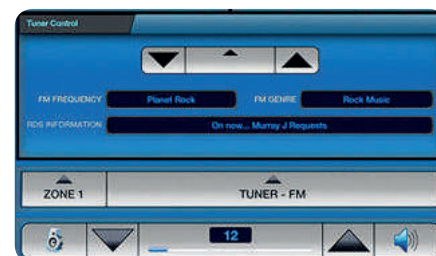 Tuner Control
FM FREQUENCY Planet Rock FM GENRE Rock Music
RDS INFORMATION On now... Murray J Requests
ZONE 1 TUNER - FM
12